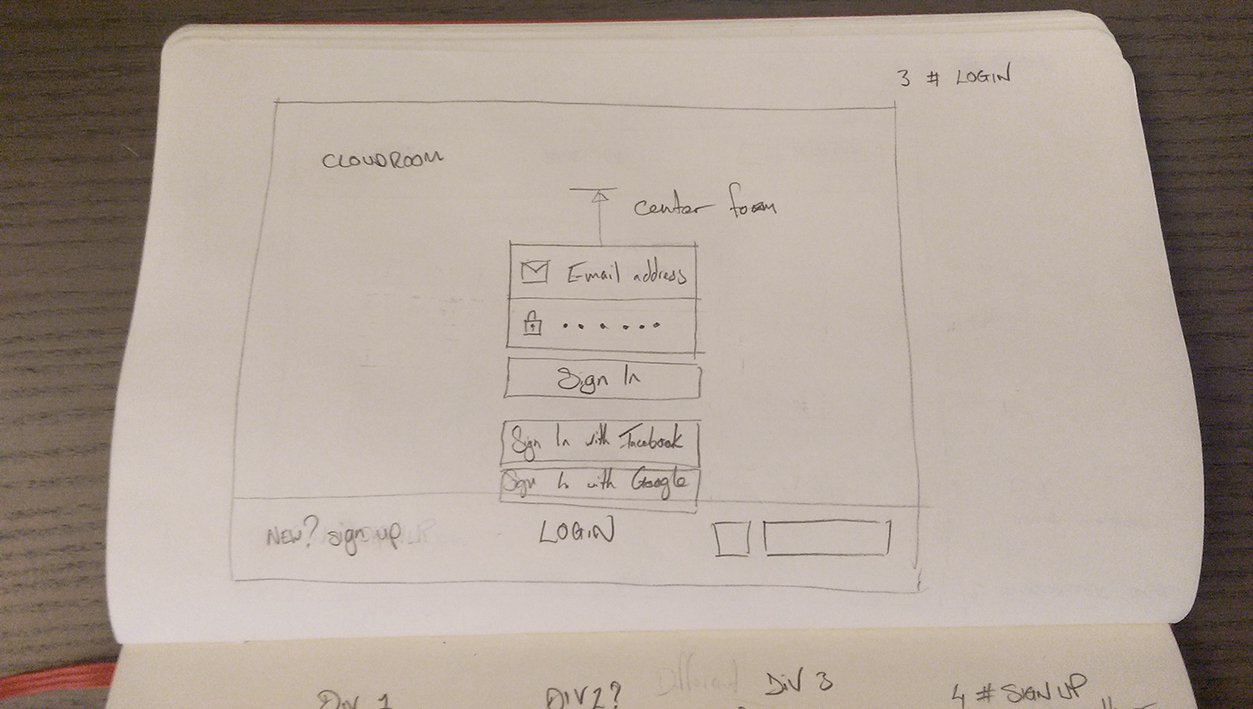 3 # LOGIN
CLOUDROOM
center form
E-mail address
Sign In
Sign In with Facebook
Sign In with Google
NEW? sign up
LOGIN
Different
DIV 1
DIV 2?
DIV 3
4 # SIGN UP